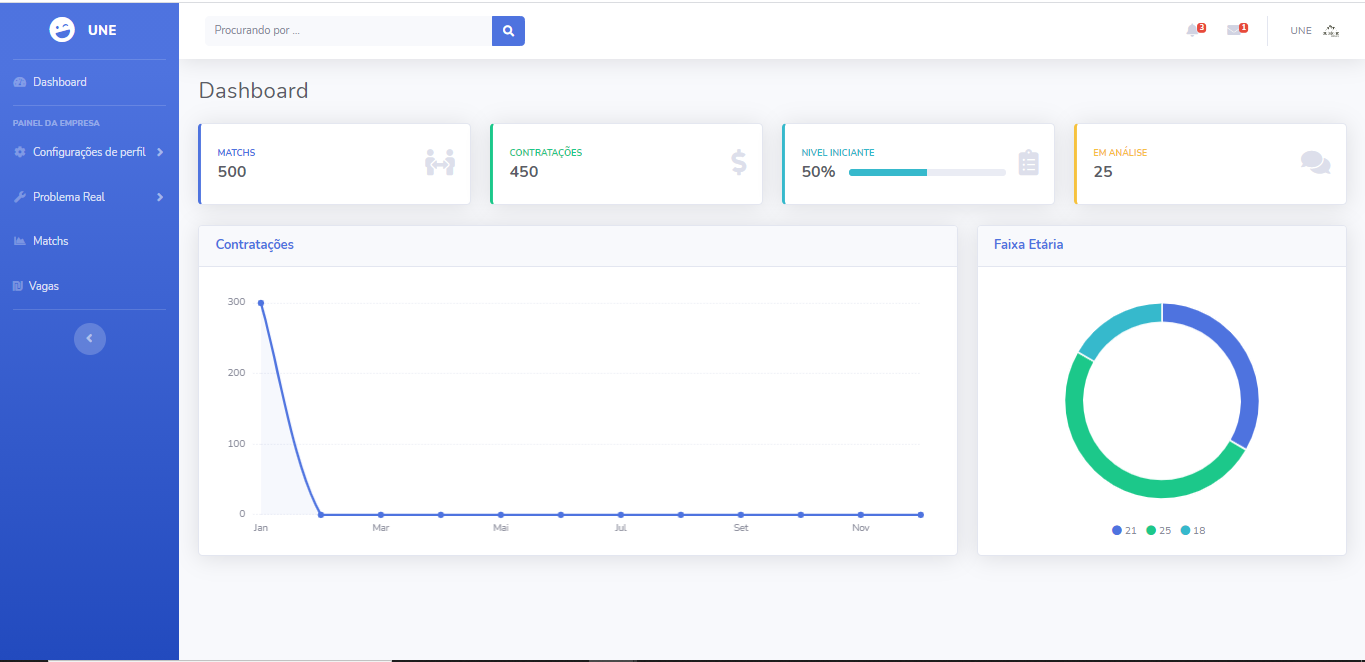 UNE
Dashboard
PAINEL DA EMPRESA
Configurações de perfil
Problema Real
Matchs
Vagas
Procurando por ...
3
1
UNE
Dashboard
MATCHS
500
CONTRATAÇÕES
450
NIVEL INICIANTE
50%
EM ANÁLISE
25
Contratações
300
200
100
0
Jan Mar Mai Jul Set Nov
Faixa Etária
21 25 18